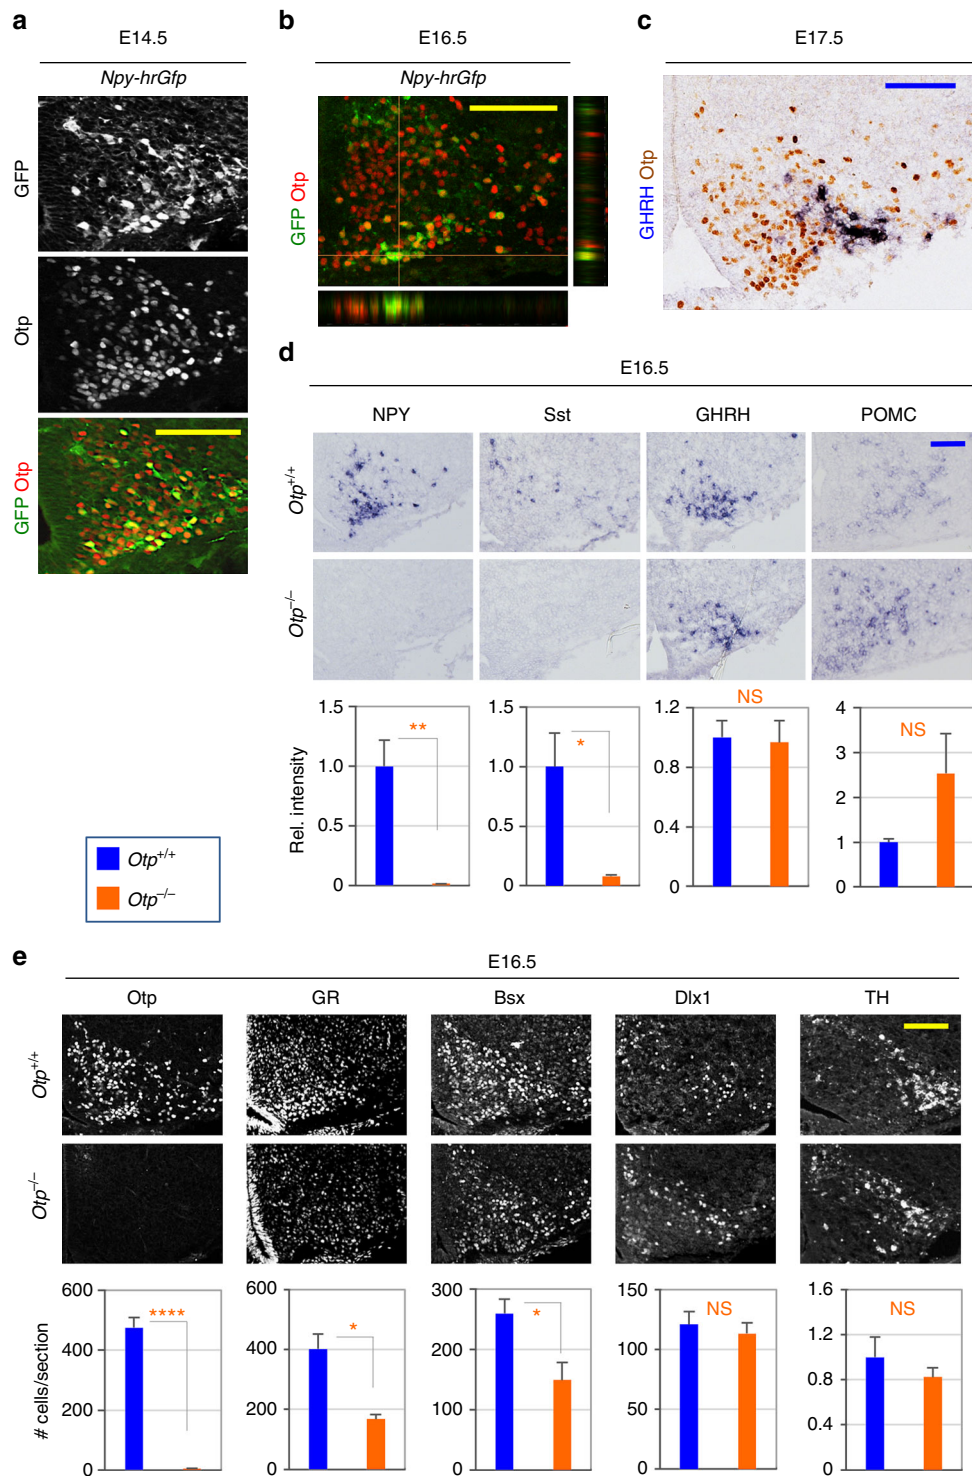 a
E14.5
Npy-hrGfp
GFP
Otp
GFP Otp
b
E16.5
Npy-hrGfp
GFP Otp
c
E17.5
GHRH Otp
d
E16.5
NPY Sst GHRH POMC
Otp+/+
Otp–/–
Rel. intensity
1.5
1.0
0.5
0
**
1.5
1.0
0.5
0
*
1.2
0.8
0.4
0
NS
4
3
2
1
0
NS
Otp+/+
Otp–/–
e
E16.5
Otp GR Bsx Dlx1 TH
Otp+/+
Otp–/–
# cells/section
600
400
200
0
****
600
400
200
0
*
300
200
100
0
*
150
100
50
0
NS
1.6
1.2
0.8
0.4
0
NS